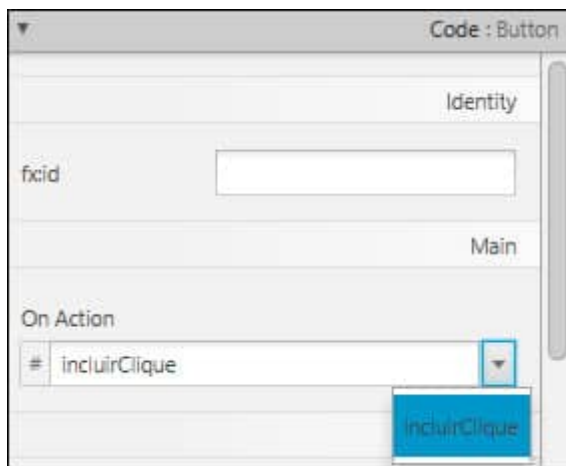 Code : Button
Identity
fx:id
Main
On Action
# incluirClique
incluirClique